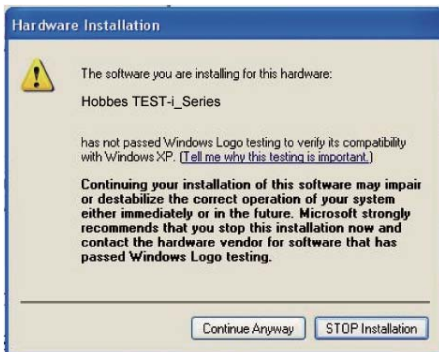 Hardware Installation
The software you are installing for this hardware:
Hobbes TEST-i_Series
has not passed Windows Logo testing to verify its compatibility
with Windows XP. (Tell me why this testing is important.)
Continuing your installation of this software may impair
or destabilize the correct operation of your system
either immediately or in the future. Microsoft strongly
recommends that you stop this installation now and
contact the hardware vendor for software that has
passed Windows Logo testing.
Continue Anyway
STOP Installation